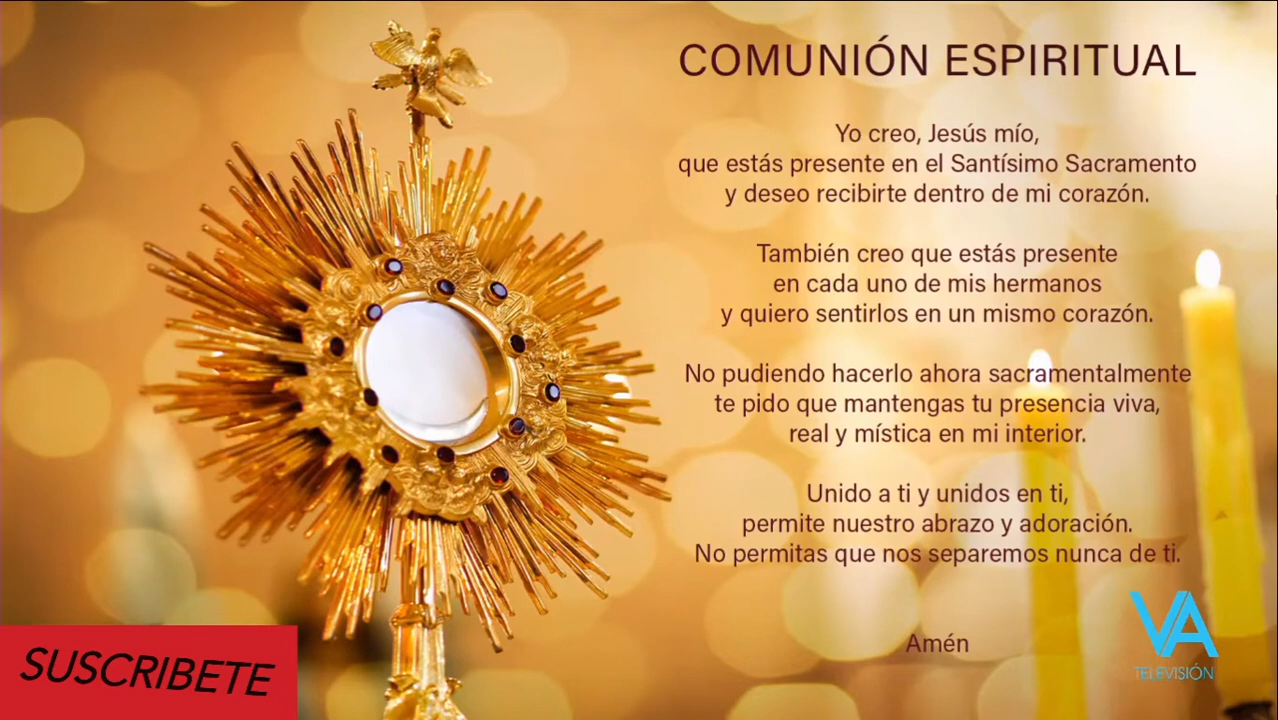 COMUNIÓN ESPIRITUAL
Yo creo, Jesús mío,
que estás presente en el Santísimo Sacramento
y deseo recibirte dentro de mi corazón.
También creo que estás presente
en cada uno de mis hermanos
y quiero sentirlos en un mismo corazón.
No pudiendo hacerlo ahora sacramentalmente
te pido que mantengas tu presencia viva,
real y mística en mi interior.
Unido a ti y unidos en ti,
permite nuestro abrazo y adoración.
No permitas que nos separemos nunca de ti.
Amén
VA
TELEVISIÓN
SUSCRIBETE